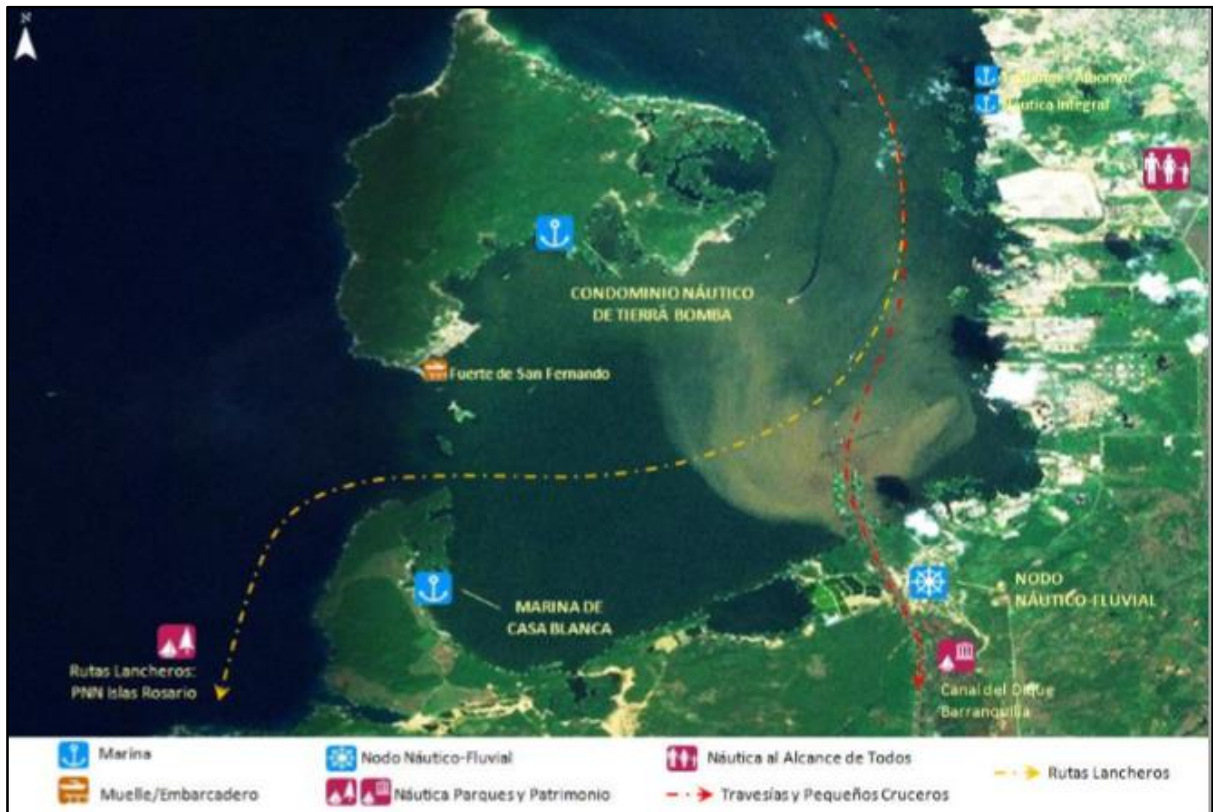 N
Náutica Integral
CONDOMINIO NÁUTICO
DE TIERRA BOMBA
Fuerte de San Fernando
NODO
NÁUTICO-FLUVIAL
MARINA DE
CASA BLANCA
Rutas Lancheros:
PNN Islas Rosario
Canal del Dique
Barranquilla
Marina
Nodo Náutico-Fluvial
Náutica al Alcance de Todos
Rutas Lancheros
Muelle/Embarcadero
Náutica Parques y Patrimonio
Travesías y Pequeños Cruceros